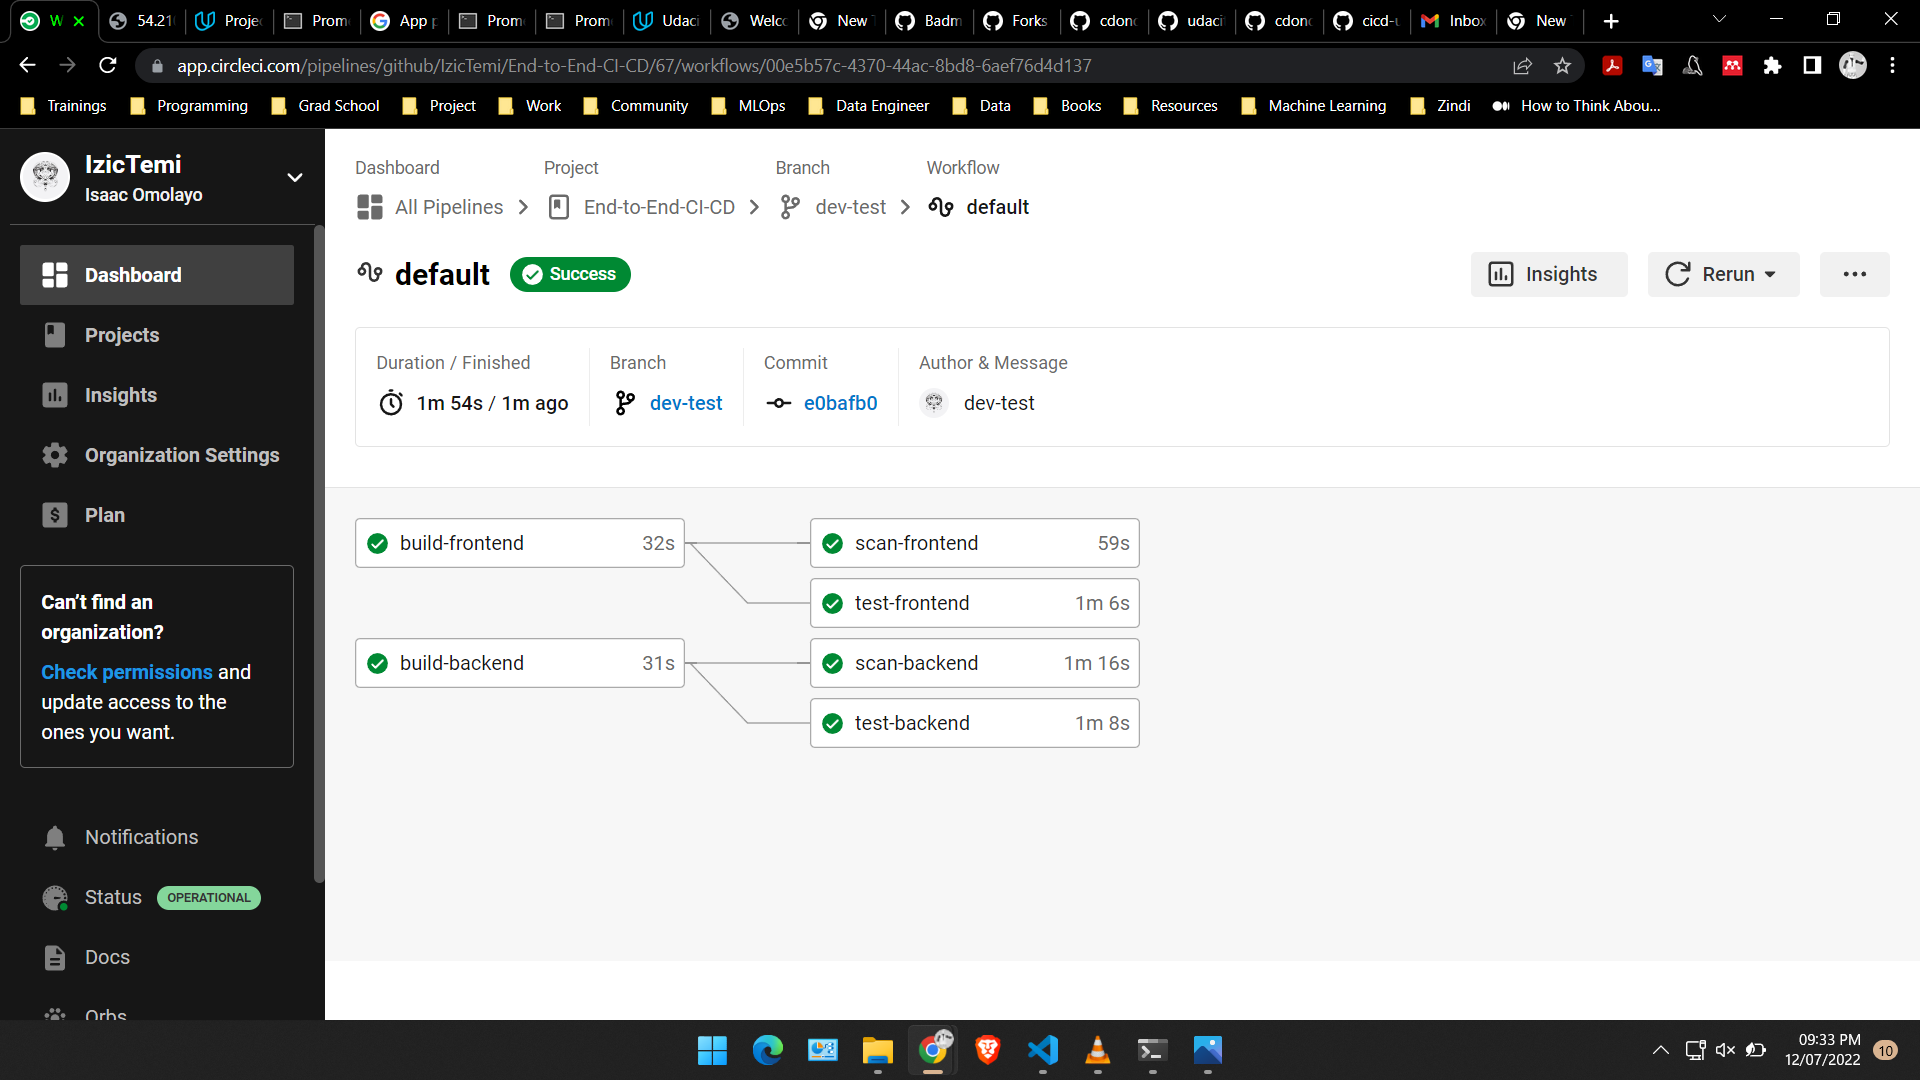 W
54.21
Projec
Prom
App p
Prom
Prom
Udaci
Welco
New
Badm
Forks
cdono
udaci
cdono
cicd-u
Inbox
New
app.circleci.com/pipelines/github/IzicTemi/End-to-End-CI-CD/67/workflows/00e5b57c-4370-44ac-8bd8-6aef76d4d137
Trainings Programming Grad School Project Work Community MLOps Data Engineer Data Books Resources Machine Learning Zindi How to Think Abou...
IzicTemi
Isaac Omolayo
Dashboard
Projects
Insights
Organization Settings
Plan
Can't find an
organization?
Check permissions and
update access to the
ones you want.
Notifications
Status OPERATIONAL
Docs
Orbs
Dashboard Project Branch Workflow
All Pipelines End-to-End-CI-CD dev-test default
default Success
Insights Rerun
Duration / Finished Branch Commit Author & Message
1m 54s / 1m ago dev-test e0bafb0 dev-test
build-frontend 32s
scan-frontend 59s
test-frontend 1m 6s
build-backend 31s
scan-backend 1m 16s
test-backend 1m 8s
09:33 PM
12/07/2022
10